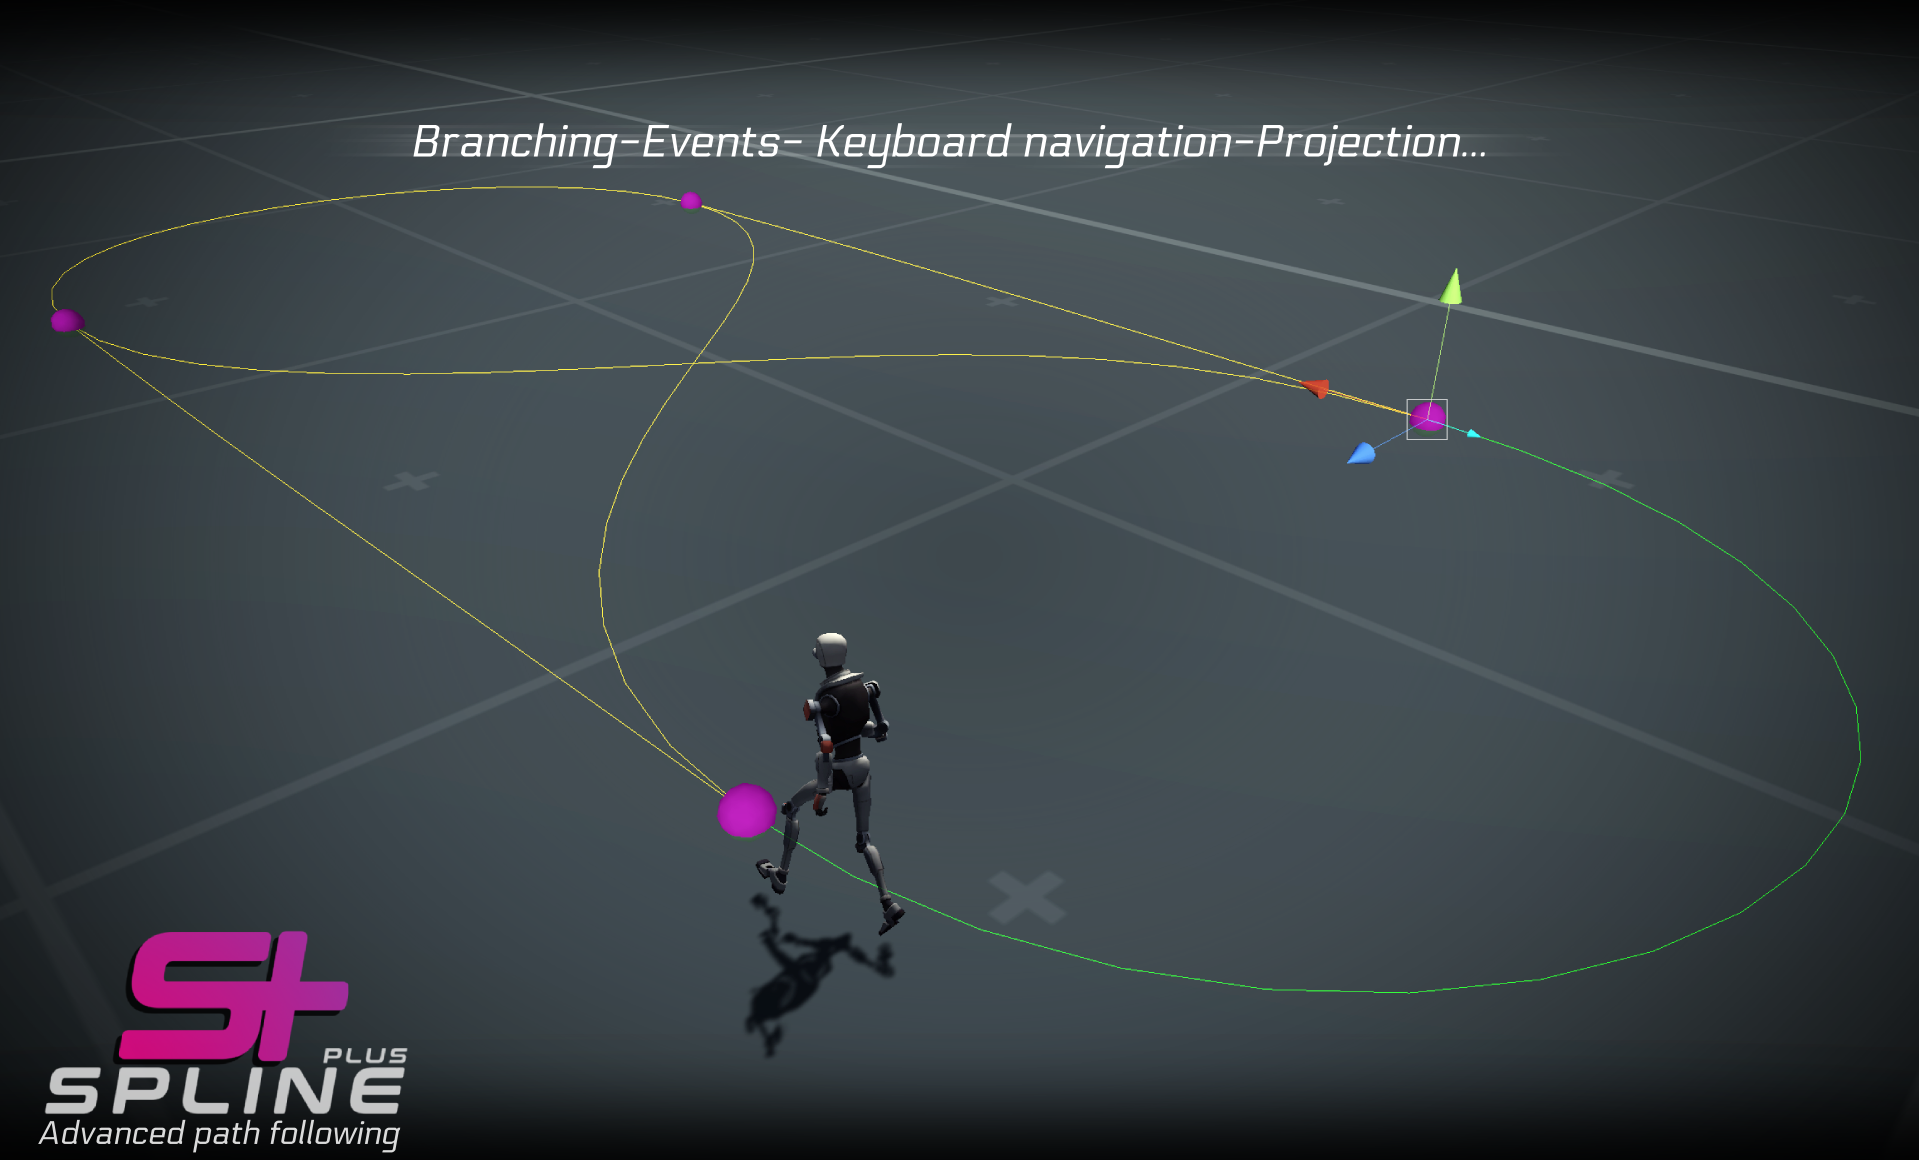 Branching-Events- Keyboard navigation-Projection...
S+
PLUS
SPLINE
Advanced path following